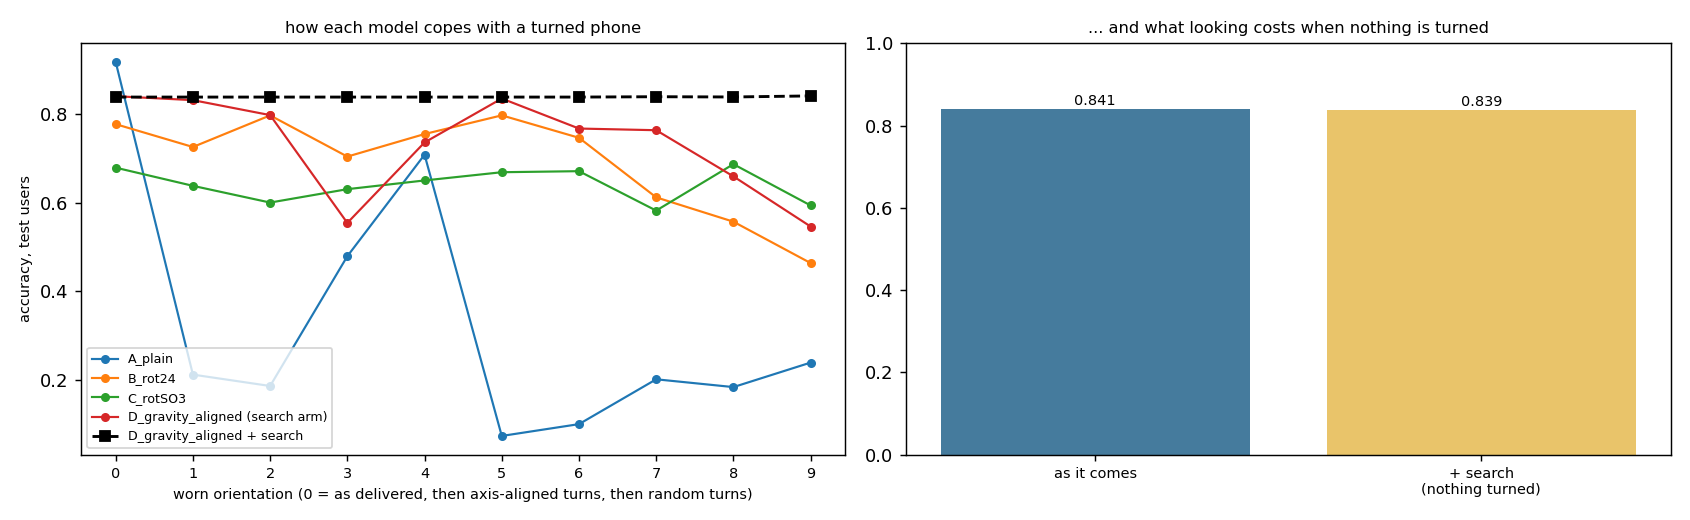 how each model copes with a turned phone
accuracy, test users
0.8
0.6
0.4
0.2
A_plain
B_rot24
C_rotSO3
D_gravity_aligned (search arm)
D_gravity_aligned + search
0 1 2 3 4 5 6 7 8 9
worn orientation (0 = as delivered, then axis-aligned turns, then random turns)
... and what looking costs when nothing is turned
1.0
0.8
0.6
0.4
0.2
0.0
0.841
0.839
as it comes
+ search
(nothing turned)